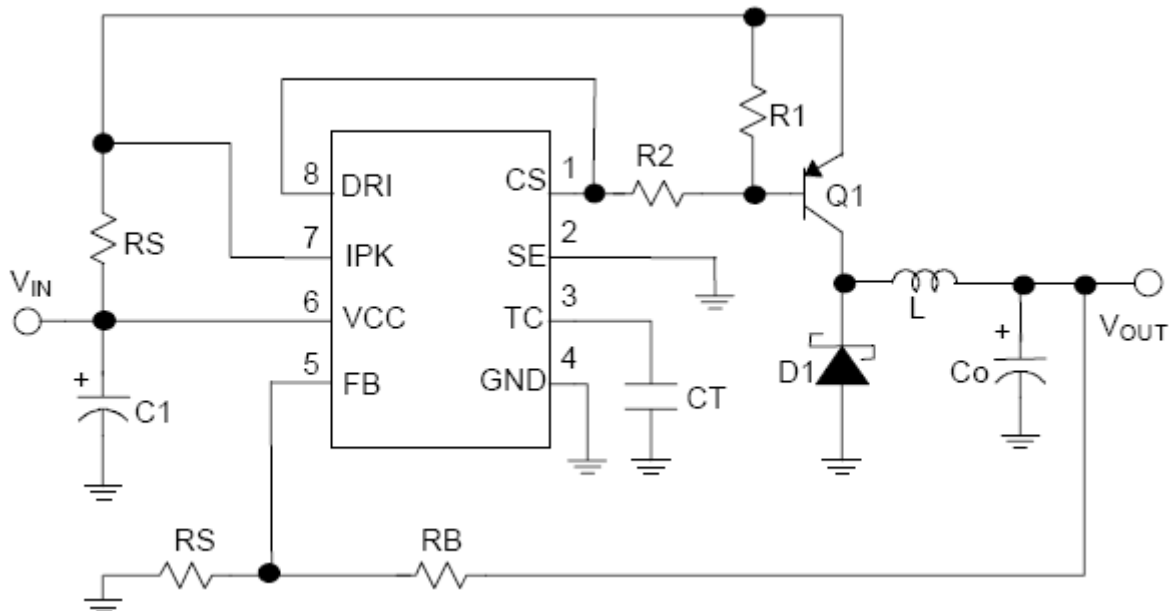 R1
8 DRI CS 1 R2
Q1
RS 7 IPK SE 2
VIN 6 VCC TC 3
L VOUT
5 FB GND 4 D1 + Co
+ C1 CT
RS RB